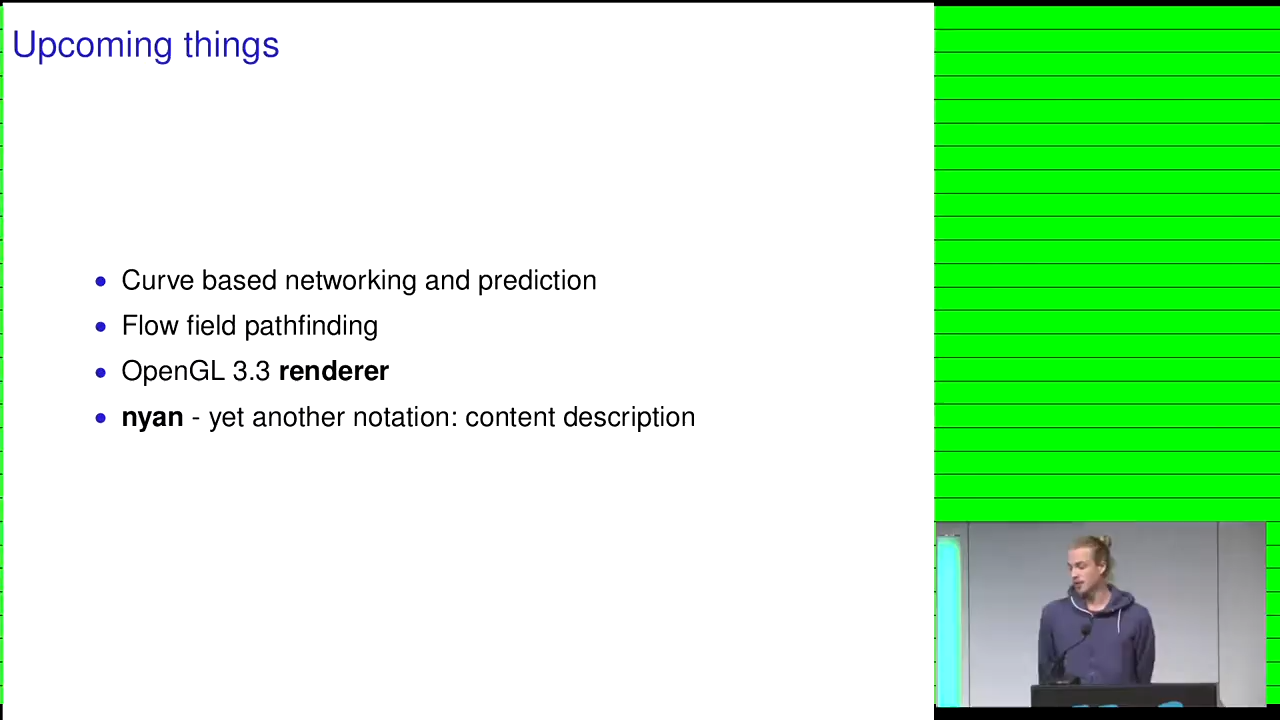 Upcoming things
Curve based networking and prediction
Flow field pathfinding
OpenGL 3.3 renderer
nyan - yet another notation: content description